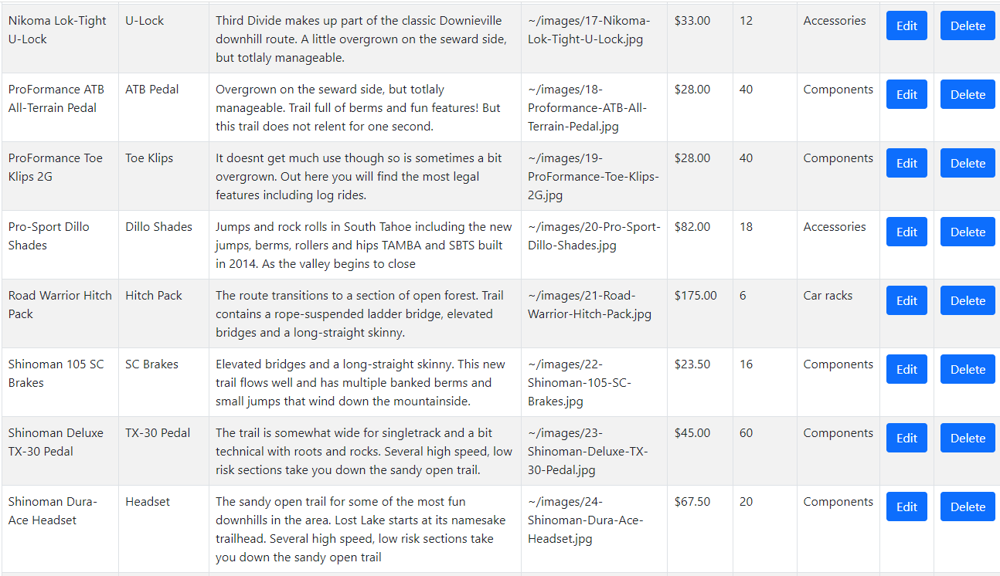 Nikoma Lok-Tight U-Lock Third Divide makes up part of the classic Downieville ~/images/17-Nikoma- $33.00 12 Accessories Edit Delete
U-Lock downhill route. A little overgrown on the seward side, Lok-Tight-U-Lock.jpg
but totlaly manageable.
ProFormance ATB ATB Pedal Overgrown on the seward side, but totlaly ~/images/18- $28.00 40 Components Edit Delete
All-Terrain Pedal manageable. Trail full of berms and fun features! But Proformance-ATB-All-
this trail does not relent for one second. Terrain-Pedal.jpg
ProFormance Toe Toe Klips It doesnt get much use though so is sometimes a bit ~/images/19- $28.00 40 Components Edit Delete
Klips 2G overgrown. Out here you will find the most legal ProFormance-Toe-Klips-
features including log rides. 2G.jpg
Pro-Sport Dillo Dillo Shades Jumps and rock rolls in South Tahoe including the new ~/images/20-Pro-Sport- $82.00 18 Accessories Edit Delete
Shades jumps, berms, rollers and hips TAMBA and SBTS built Dillo-Shades.jpg
in 2014. As the valley begins to close
Road Warrior Hitch Hitch Pack The route transitions to a section of open forest. Trail ~/images/21-Road- $175.00 6 Car racks Edit Delete
Pack contains a rope-suspended ladder bridge, elevated Warrior-Hitch-Pack.jpg
bridges and a long-straight skinny.
Shinoman 105 SC SC Brakes Elevated bridges and a long-straight skinny. This new ~/images/22- $23.50 16 Components Edit Delete
Brakes trail flows well and has multiple banked berms and Shinoman-105-SC-
small jumps that wind down the mountainside. Brakes.jpg
Shinoman Deluxe TX-30 Pedal The trail is somewhat wide for singletrack and a bit ~/images/23- $45.00 60 Components Edit Delete
TX-30 Pedal technical with roots and rocks. Several high speed, low Shinoman-Deluxe-TX-
risk sections take you down the sandy open trail. 30-Pedal.jpg
Shinoman Dura- Headset The sandy open trail for some of the most fun ~/images/24- $67.50 20 Components Edit Delete
Ace Headset downhills in the area. Lost Lake starts at its namesake Shinoman-Dura-Ace-
trailhead. Several high speed, low risk sections take Headset.jpg
you down the sandy open trail